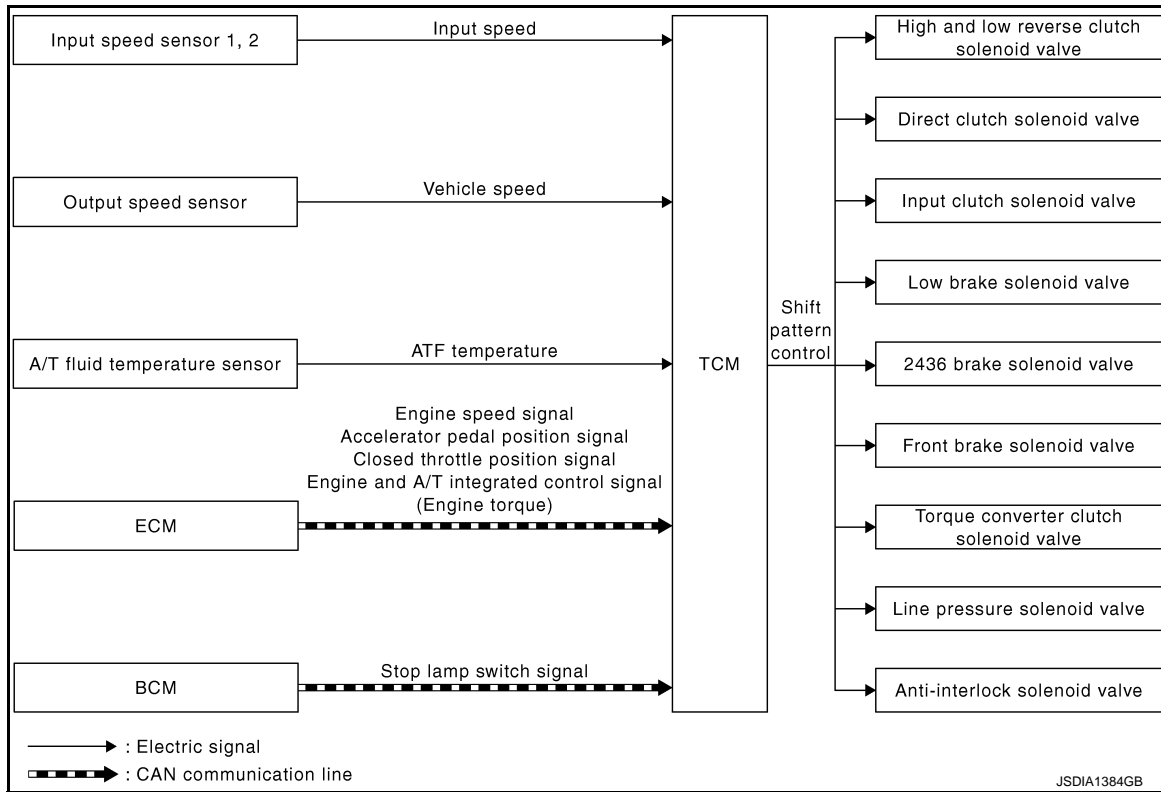 Input speed sensor 1, 2
Input speed
Output speed sensor
Vehicle speed
A/T fluid temperature sensor
ATF temperature
Engine speed signal
Accelerator pedal position signal
Closed throttle position signal
Engine and A/T integrated control signal
(Engine torque)
ECM
BCM
Stop lamp switch signal
TCM
Shift
pattern
control
High and low reverse clutch
solenoid valve
Direct clutch solenoid valve
Input clutch solenoid valve
Low brake solenoid valve
2436 brake solenoid valve
Front brake solenoid valve
Torque converter clutch
solenoid valve
Line pressure solenoid valve
Anti-interlock solenoid valve
: Electric signal
: CAN communication line
JSDIA1384GB